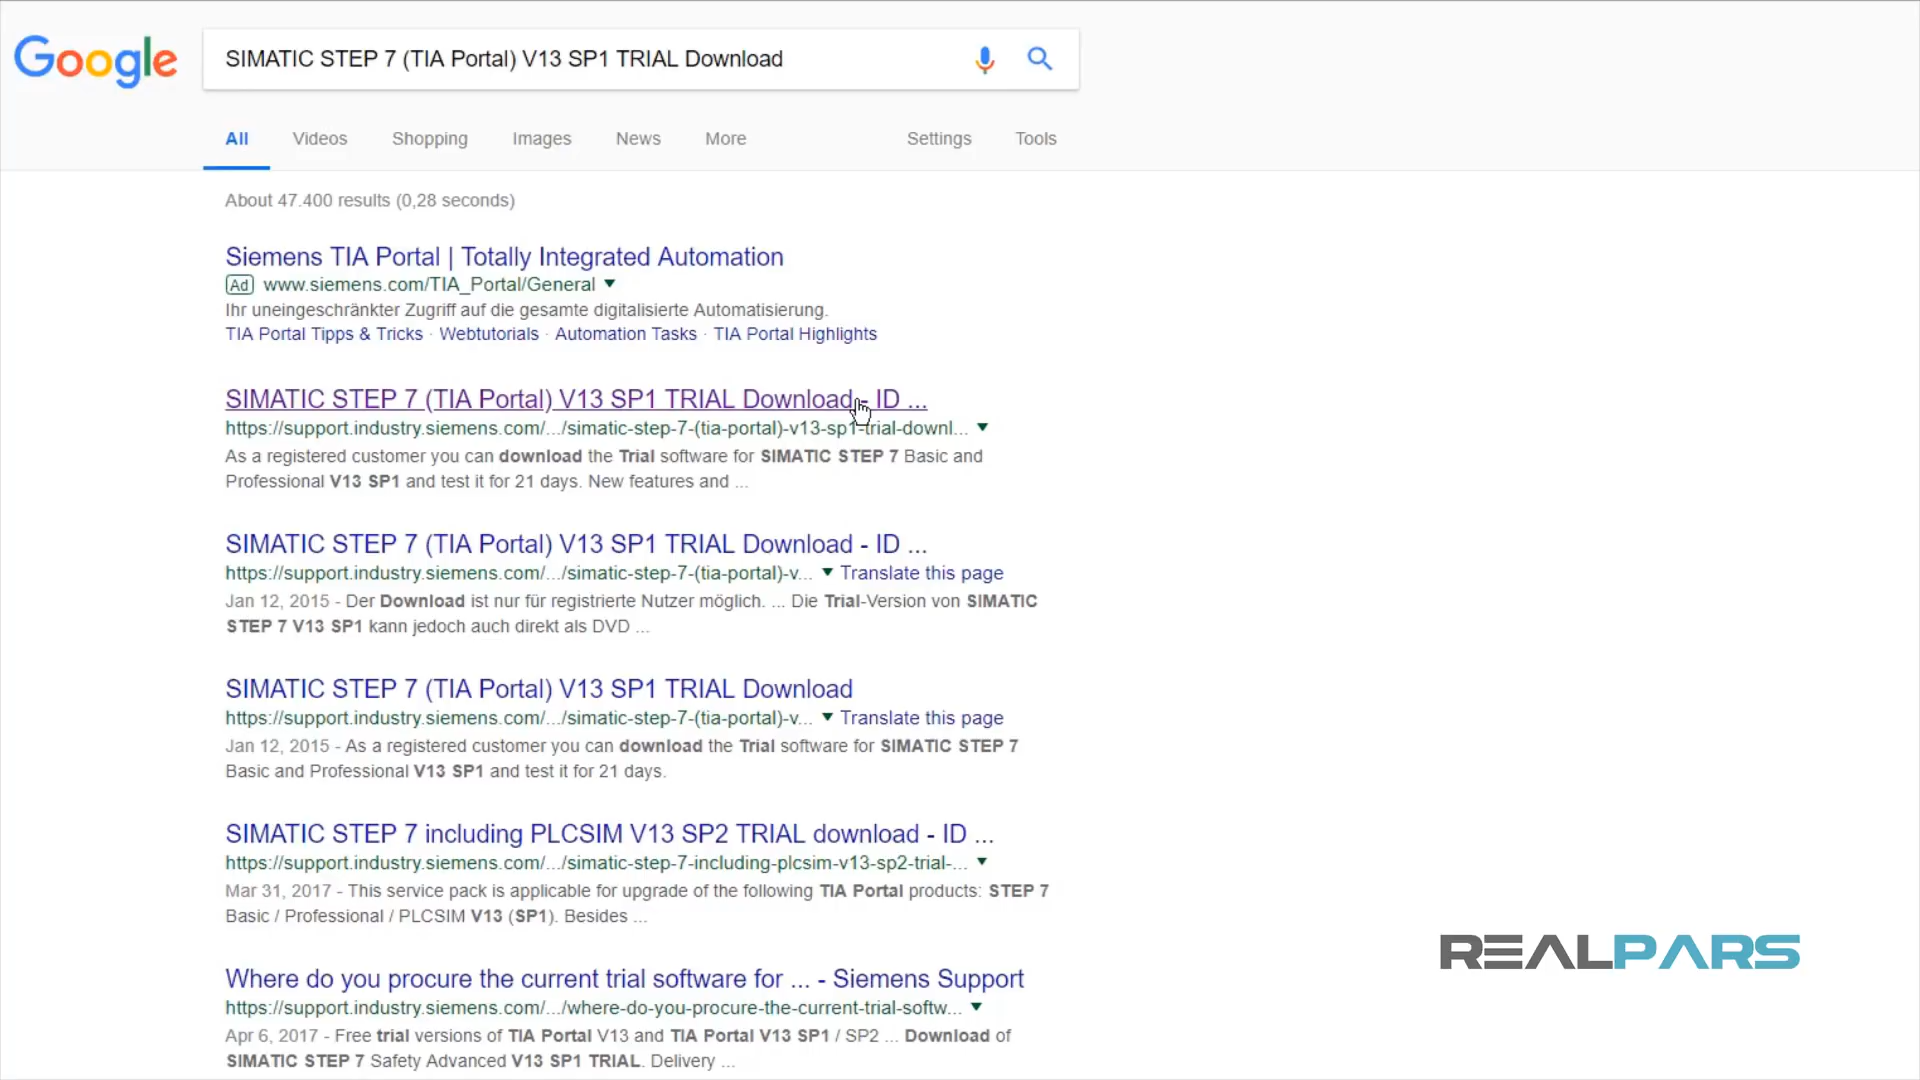 Google
SIMATIC STEP 7 (TIA Portal) V13 SP1 TRIAL Download
All Videos Shopping Images News More Settings Tools
About 47.400 results (0,28 seconds)
Siemens TIA Portal | Totally Integrated Automation
Ad www.siemens.com/TIA_Portal/General
Ihr uneingeschränkter Zugriff auf die gesamte digitalisierte Automatisierung.
TIA Portal Tipps & Tricks · Webtutorials · Automation Tasks · TIA Portal Highlights
SIMATIC STEP 7 (TIA Portal) V13 SP1 TRIAL Download - ID ...
https://support.industry.siemens.com/.../simatic-step-7-(tia-portal)-v13-sp1-trial-downl...
As a registered customer you can download the Trial software for SIMATIC STEP 7 Basic and
Professional V13 SP1 and test it for 21 days. New features and ...
SIMATIC STEP 7 (TIA Portal) V13 SP1 TRIAL Download - ID ...
https://support.industry.siemens.com/.../simatic-step-7-(tia-portal)-v... Translate this page
Jan 12, 2015 - Der Download ist nur für registrierte Nutzer möglich. ... Die Trial-Version von SIMATIC
STEP 7 V13 SP1 kann jedoch auch direkt als DVD ...
SIMATIC STEP 7 (TIA Portal) V13 SP1 TRIAL Download
https://support.industry.siemens.com/.../simatic-step-7-(tia-portal)-v... Translate this page
Jan 12, 2015 - As a registered customer you can download the Trial software for SIMATIC STEP 7
Basic and Professional V13 SP1 and test it for 21 days.
SIMATIC STEP 7 including PLCSIM V13 SP2 TRIAL download - ID ...
https://support.industry.siemens.com/.../simatic-step-7-including-plcsim-v13-sp2-trial-...
Mar 31, 2017 - This service pack is applicable for upgrade of the following TIA Portal products: STEP 7
Basic / Professional / PLCSIM V13 (SP1). Besides ...
Where do you procure the current trial software for ... - Siemens Support
https://support.industry.siemens.com/.../where-do-you-procure-the-current-trial-softw...
Apr 6, 2017 - Free trial versions of TIA Portal V13 and TIA Portal V13 SP1 / SP2 ... Download of
SIMATIC STEP 7 Safety Advanced V13 SP1 TRIAL. Delivery ...
REALPARS